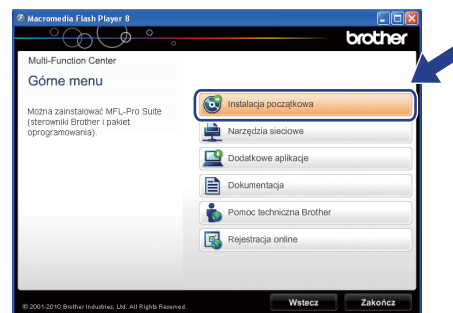 Macromedia Flash Player 8
brother
Multi-Function Center
Górne menu
Można zainstalować MFL-Pro Suite
(sterowniki Brother i pakiet
oprogramowania).
Instalacja początkowa
Narzędzia sieciowe
Dodatkowe aplikacje
Dokumentacja
Pomoc techniczna Brother
Rejestracja online
© 2001-2010 Brother Industries, Ltd. All Rights Reserved.
Wstecz
Zakończ